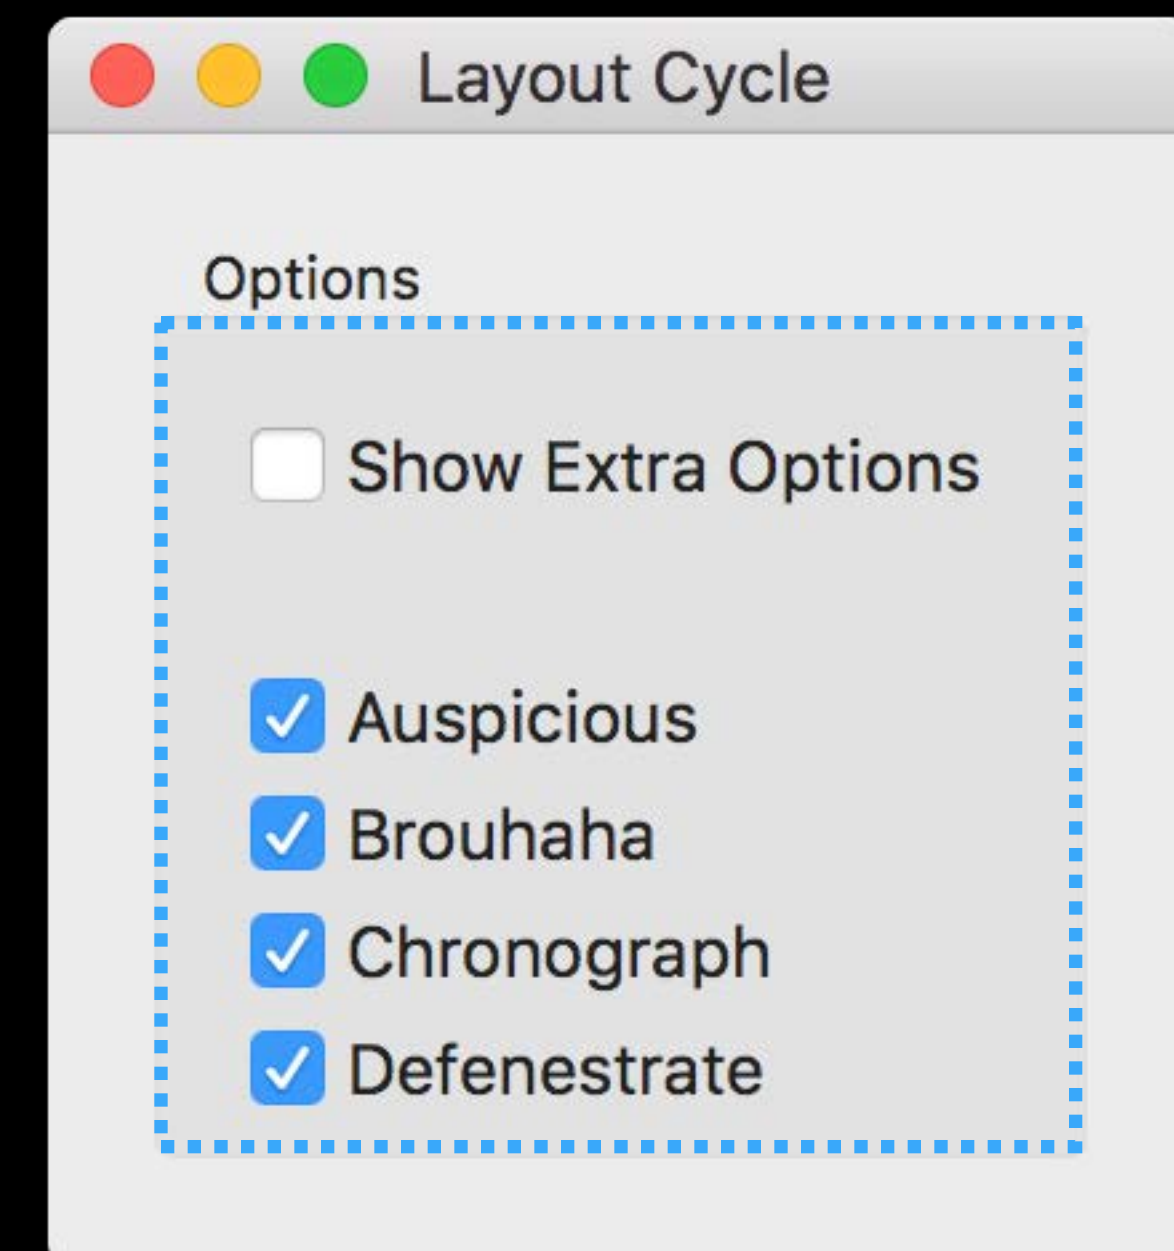 Layout Cycle
Options
Show Extra Options
Auspicious
Brouhaha
Chronograph
Defenestrate